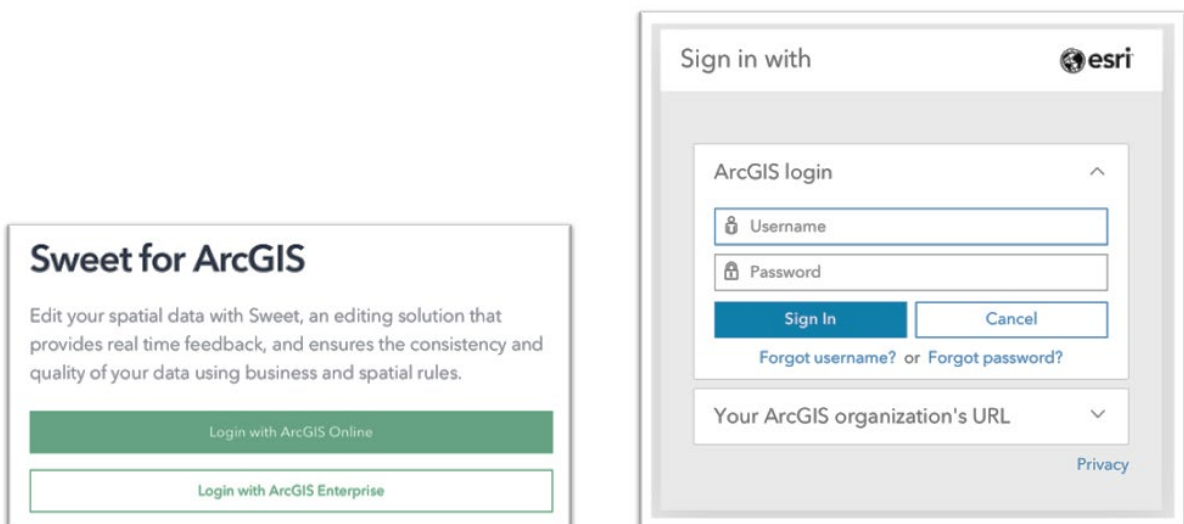 Sweet for ArcGIS
Edit your spatial data with Sweet, an editing solution that
provides real time feedback, and ensures the consistency and
quality of your data using business and spatial rules.
Login with ArcGIS Online
Login with ArcGIS Enterprise
Sign in with
esri
ArcGIS login
Username
Password
Sign In
Cancel
Forgot username? or Forgot password?
Your ArcGIS organization's URL
Privacy